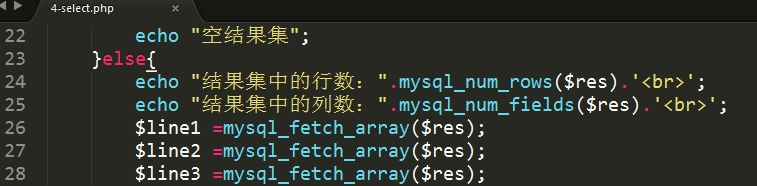 4-select.php ×
22 echo "空结果集";
23 }else{
24 echo "结果集中的行数：".mysql_num_rows($res).'<br>';
25 echo "结果集中的列数：".mysql_num_fields($res).'<br>';
26 $line1 =mysql_fetch_array($res);
27 $line2 =mysql_fetch_array($res);
28 $line3 =mysql_fetch_array($res);